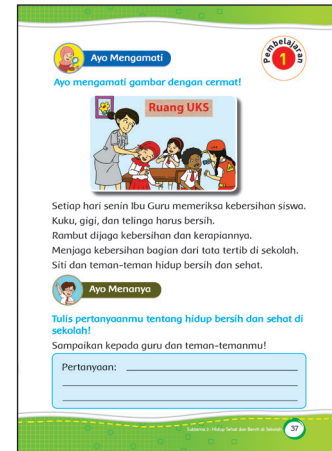 Ayo Mengamati
Pembelajaran
1
Ayo mengamati gambar dengan cermat!
Ruang UKS
Setiap hari senin Ibu Guru memeriksa kebersihan siswa.
Kuku, gigi, dan telinga harus bersih.
Rambut dijaga kebersihan dan kerapiannya.
Menjaga kebersihan bagian dari tata tertib di sekolah.
Siti dan teman-teman hidup bersih dan sehat.
Ayo Menanya
Tulis pertanyaanmu tentang hidup bersih dan sehat di
sekolah!
Sampaikan kepada guru dan teman-temanmu!
Pertanyaan:
Subtema 2: Hidup Sehat dan Bersih di Sekolah
37